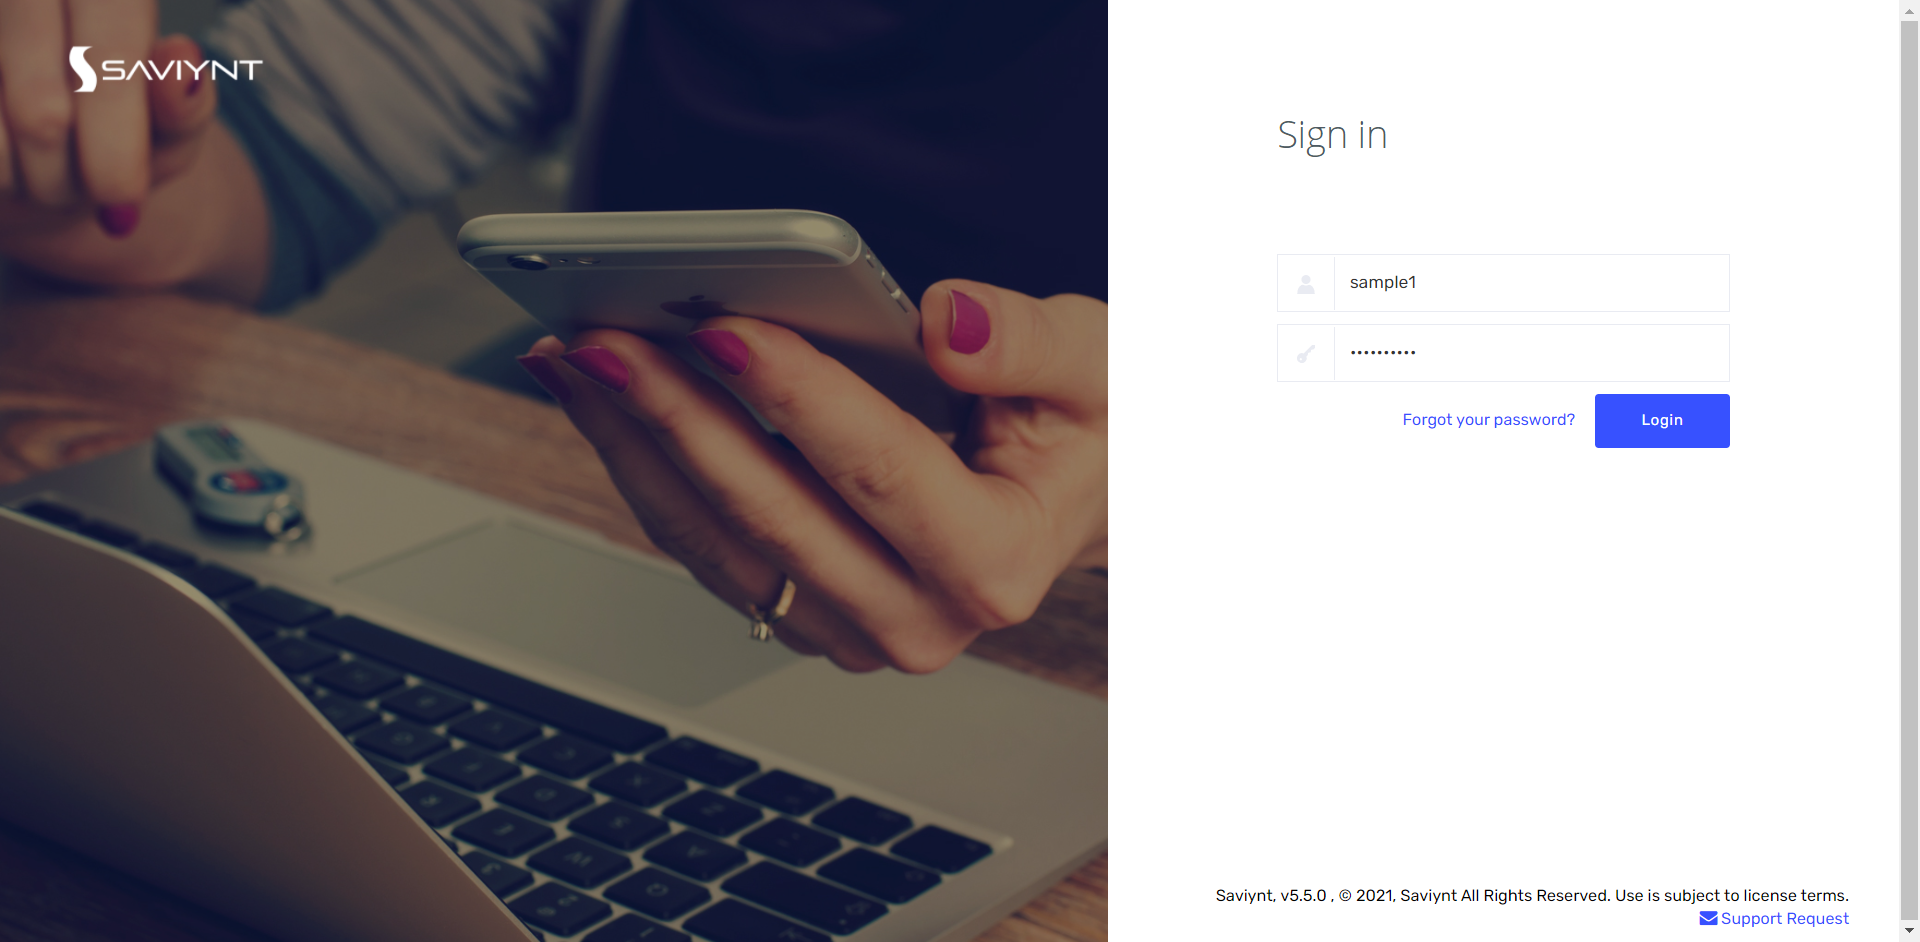 SAVIYNT
Sign in
sample1
••••••••••
Forgot your password?
Login
Saviynt, v5.5.0 , © 2021, Saviynt All Rights Reserved. Use is subject to license terms.
Support Request